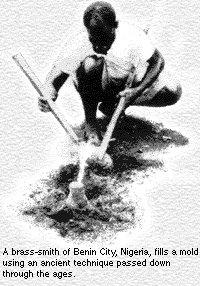 A brass-smith of Benin City, Nigeria, fills a mold
using an ancient technique passed down
through the ages.